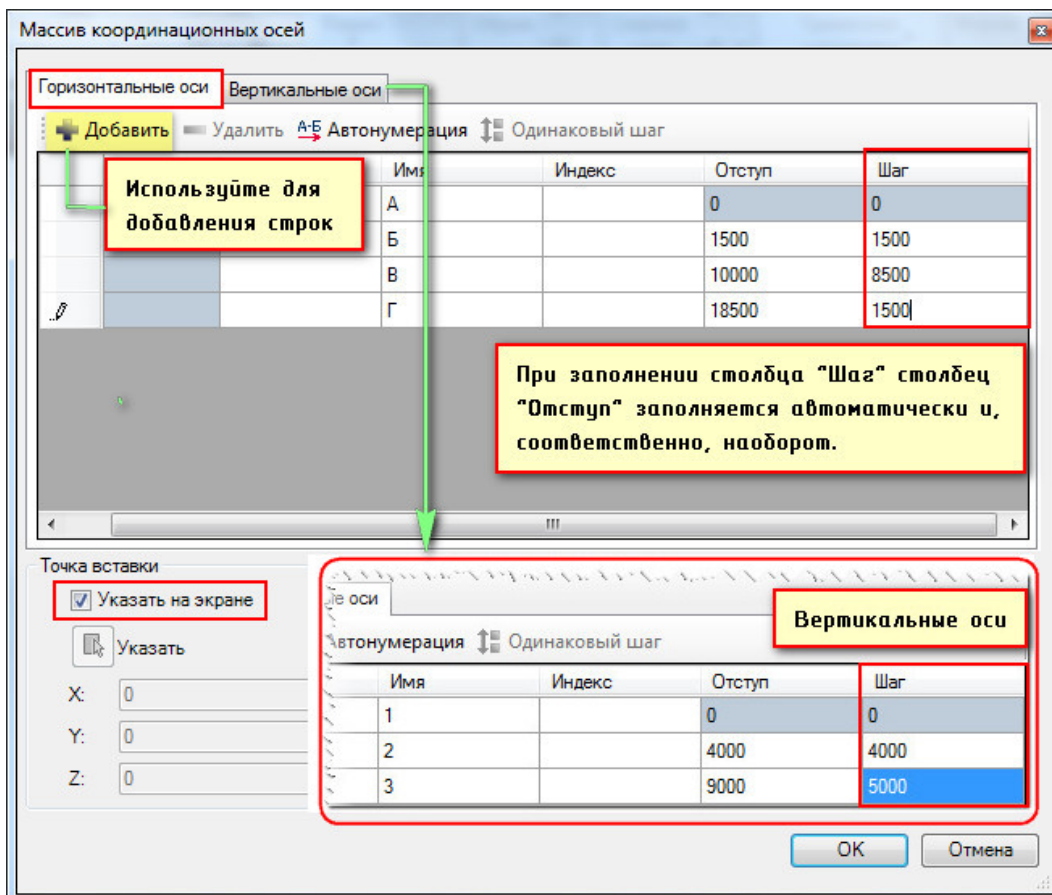 Массив координационных осей
Горизонтальные оси Вертикальные оси
Добавить Удалить А-Б Автонумерация Одинаковый шаг
Имя Индекс Отступ Шаг
А 0 0
Б 1500 1500
В 10000 8500
Г 18500 1500
Используйте для
добавления строк
При заполнении столбца "Шаг" столбец
"Отступ" заполняется автоматически и,
соответственно, наоборот.
Точка вставки
Указать на экране
Указать
X: 0
Y: 0
Z: 0
ые оси
Автонумерация Одинаковый шаг
Вертикальные оси
Имя Индекс Отступ Шаг
1 0 0
2 4000 4000
3 9000 5000
OK Отмена